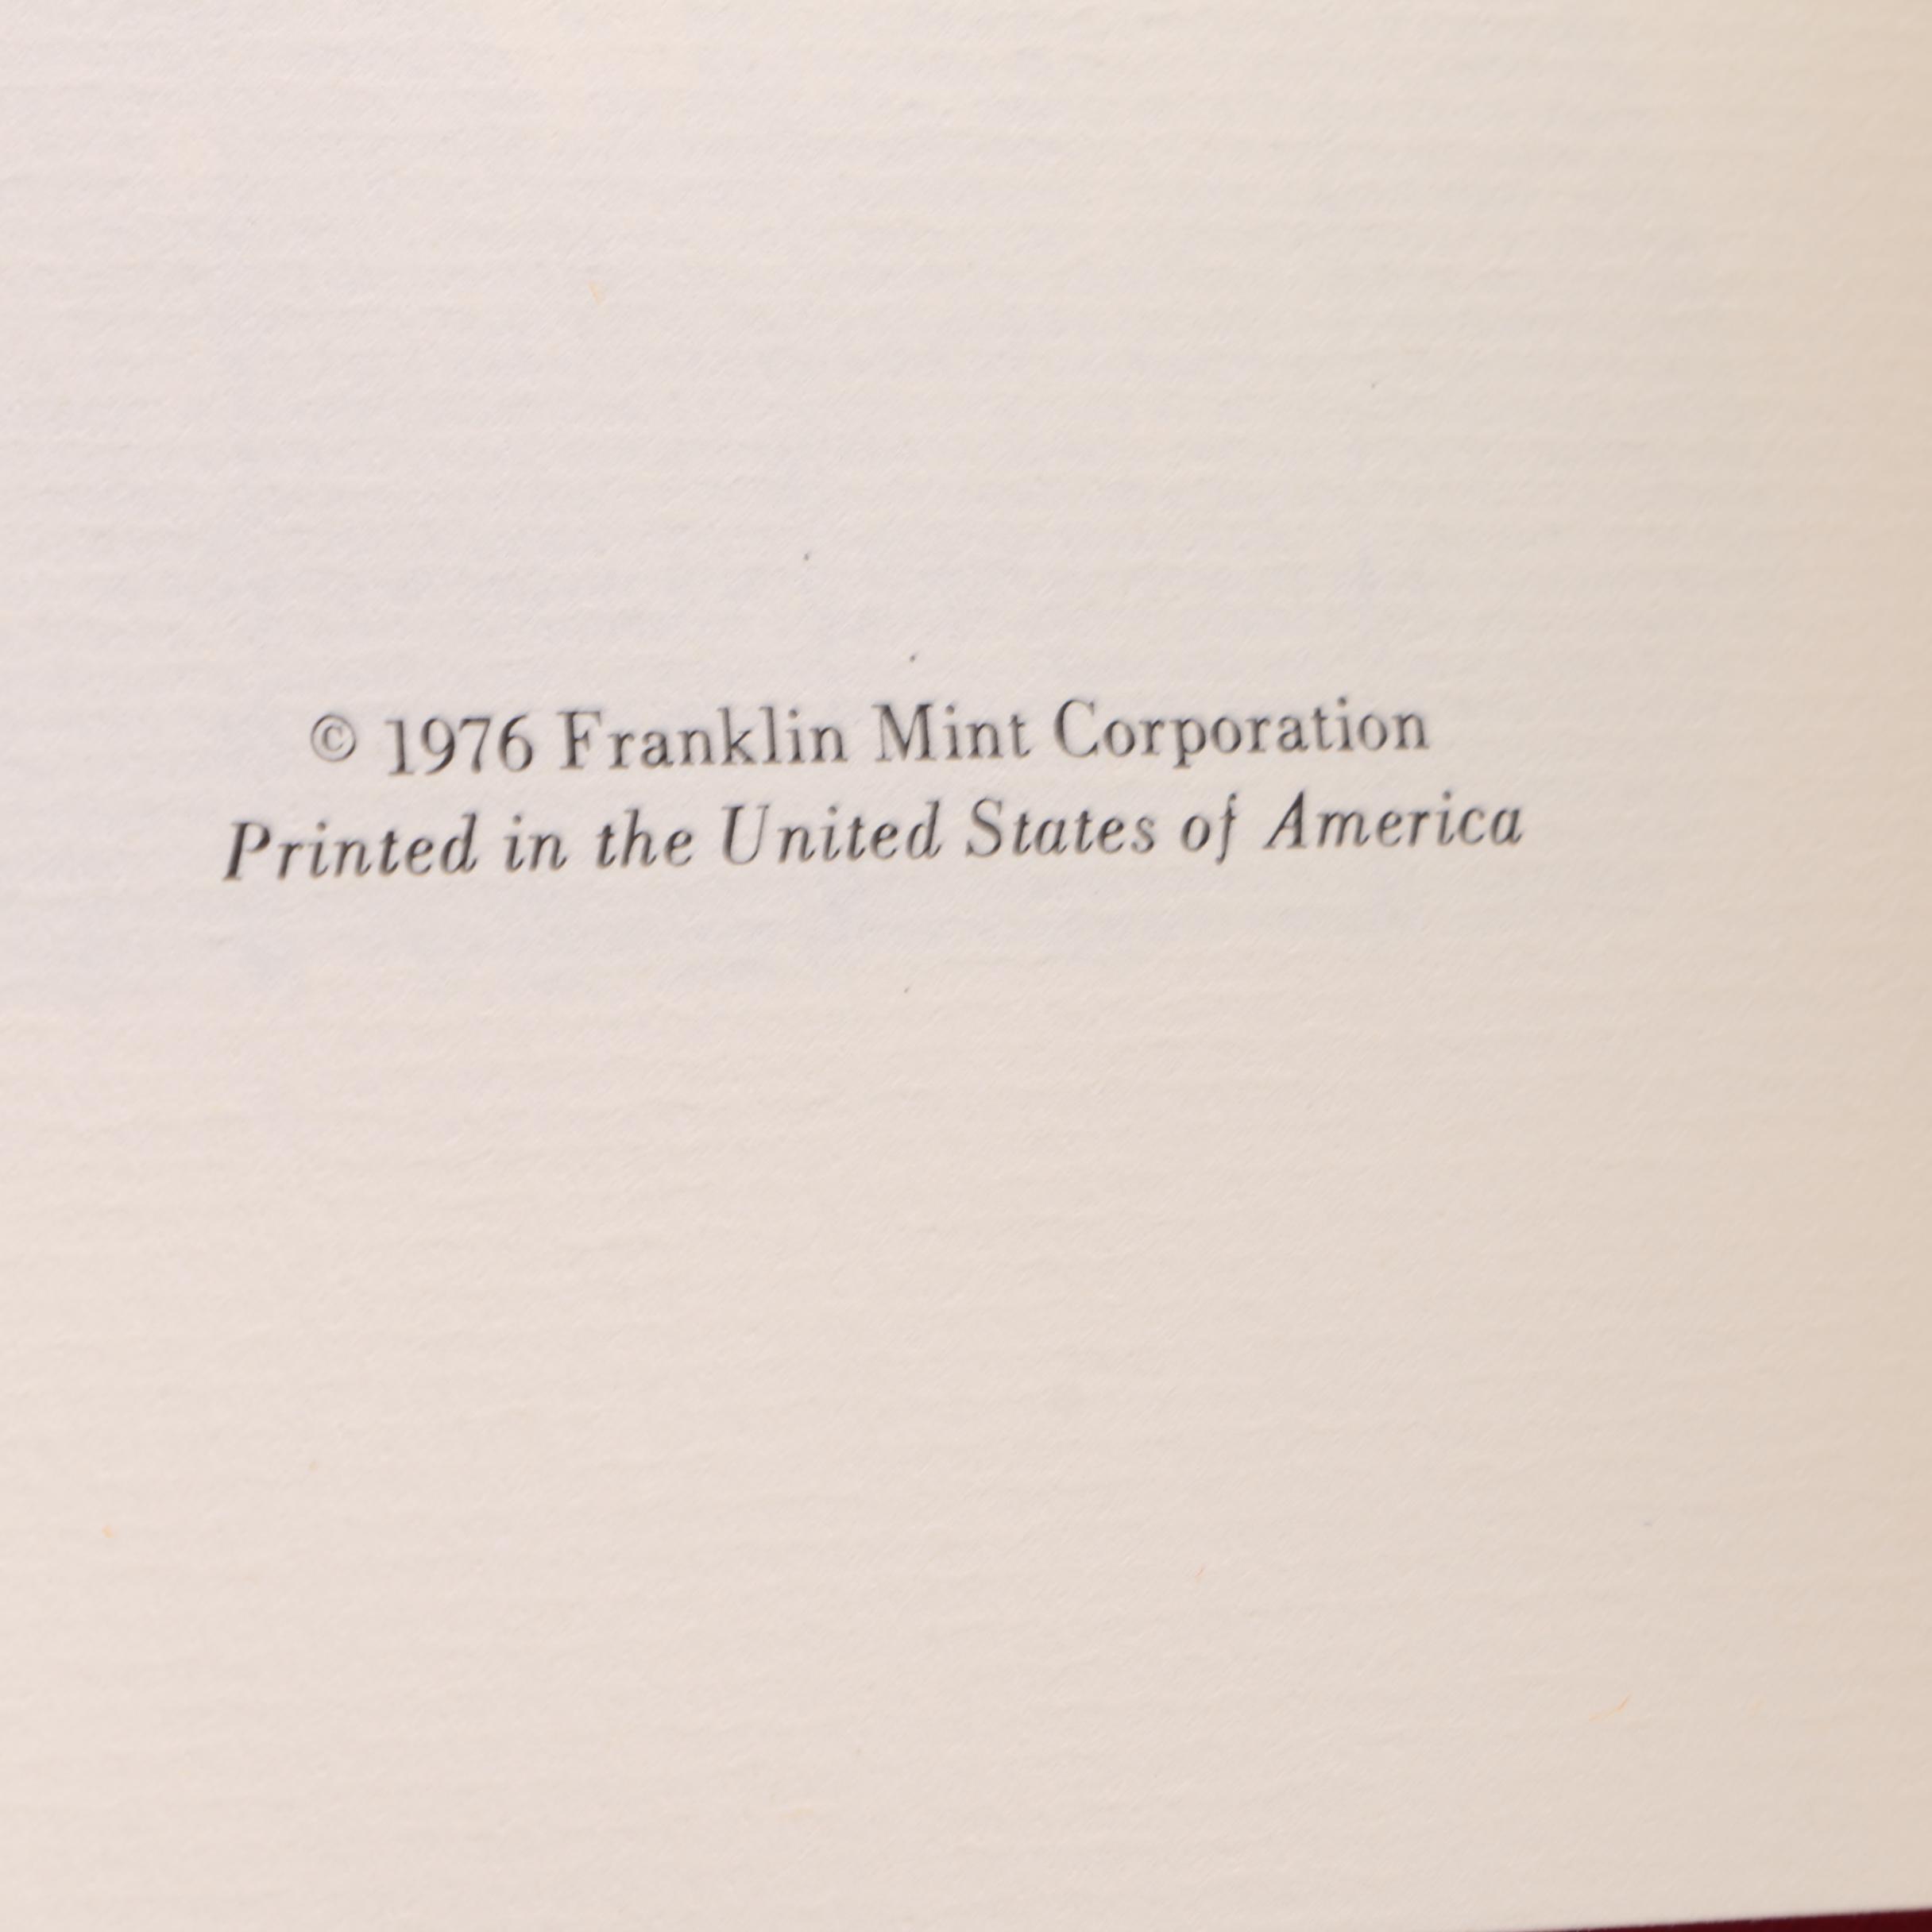 © 1976 Franklin Mint Corporation
Printed in the United States of America